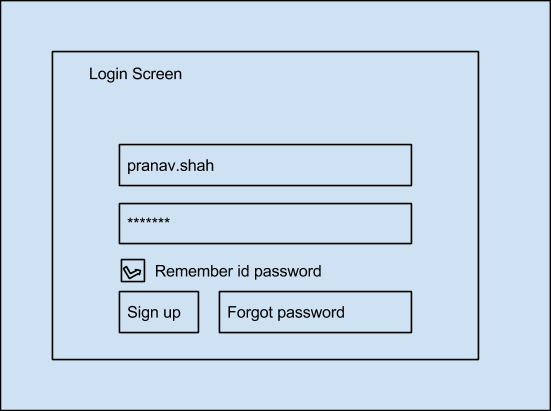 Login Screen
pranav.shah
*******
Remember id password
Sign up
Forgot password